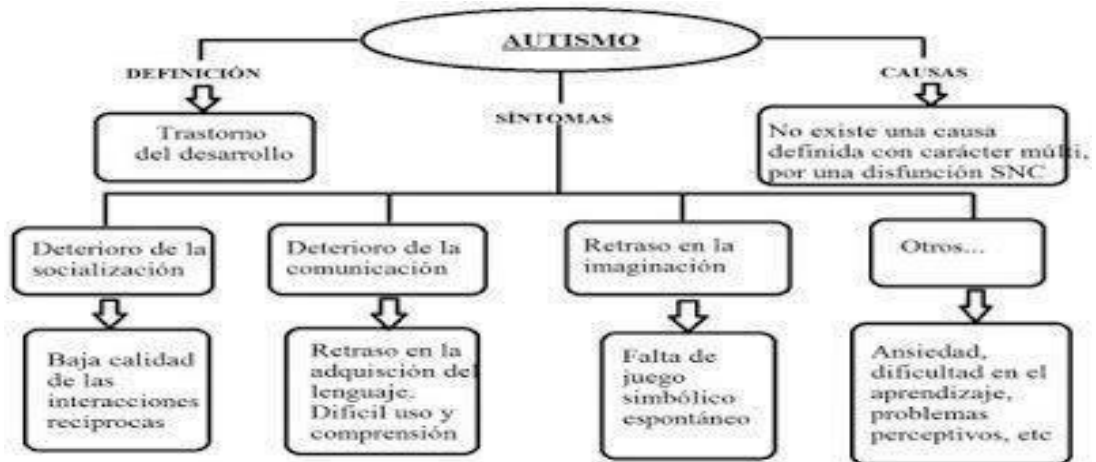 AUTISMO
DEFINICIÓN
CAUSAS
SÍNTOMAS
Trastorno
del desarrollo
No existe una causa
definida con carácter múlti,
por una disfunción SNC
Deterioro de la
socialización
Deterioro de la
comunicación
Retraso en la
imaginación
Otros...
Baja calidad
de las
interacciones
recíprocas
Retraso en la
adquisción del
lenguaje.
Dificil uso y
comprensión
Falta de
juego
simbólico
espontáneo
Ansiedad,
dificultad en el
aprendizaje,
problemas
perceptivos, etc